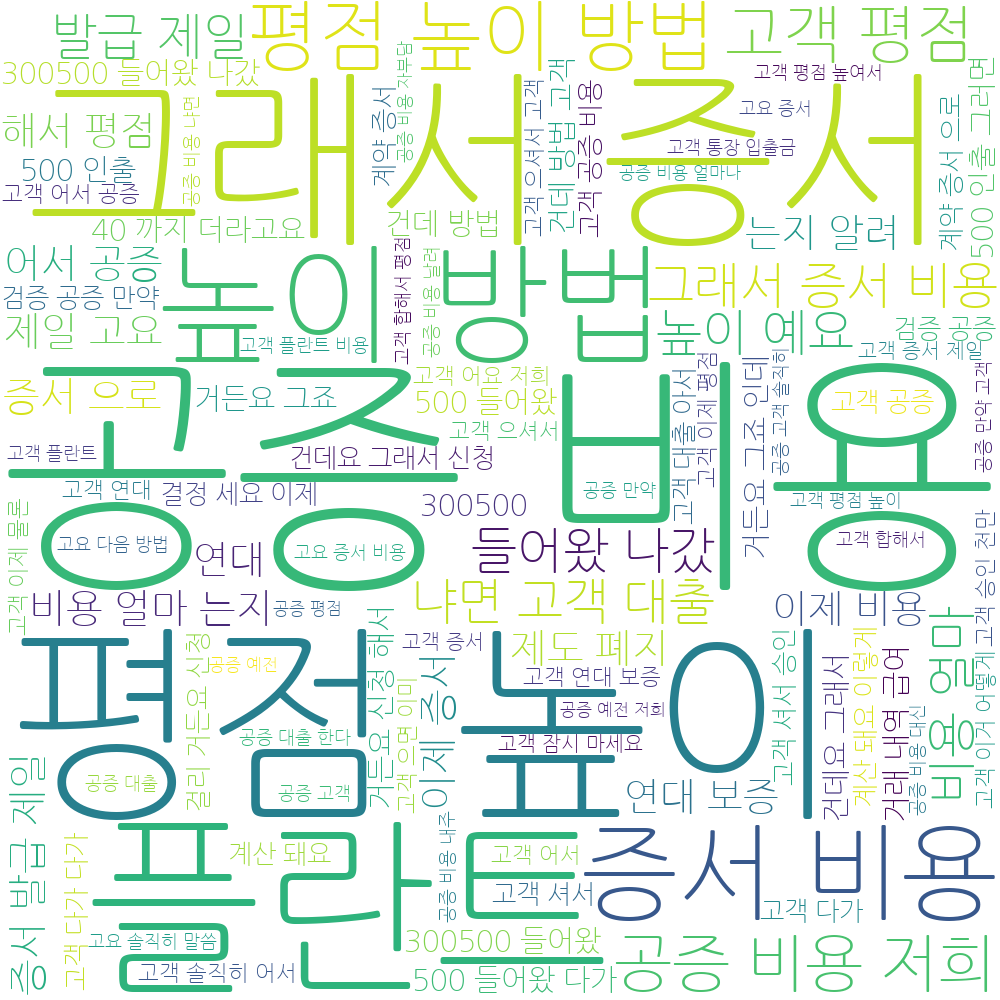 발급 제일
평점 높이 방법
고객 평점
300500 들어왔 나갔
그래서 증서
고객 평점 높여서
고요 증서
고객 통장 입출금
공증 비용 얼마나
해서 평점
500 인출
고객 어서 공증
공증 비용 나면
계약 증서
공증 비용 자부담
고객 으셔서 고객
건데 방법 고객
고객 공증 비용
계약 증서 으로
500 인출 그러면
40 까지 더라고요
건데 방법
는지 알려
어서 공증
높이 방법
그래서 증서 비용
검증 공증 만약
고객 합해서 평점
공증 비용 날려
제일 고요
고객 플란트 비용
높이 예요
검증 공증
고객 증서 제일
공증 비용
증서 으로
거든요 그죠
고객 어요 저희
500 들어왔
고객 으셔서
고객 대출 아서
고객 이제 평점
거든요 그죠 인데
공증 고객 솔직히
고객 공증
공증 만약 고객
고객 플란트
건데요 그래서 신청
고객 연대
결정 세요 이제
300500
공증 만약
고객 평점 높이
고객 이제 물론
고요 다음 방법
연대
고요 증서 비용
들어왔 나갔
고객 합해서
고객 승인 천만
비용 얼마 는지
공증 평점
냐면 고객 대출
이제 비용
평점 높이
걸리 거든요 신청
공증 예전
거든요 신청 해서
고객 으면 이미
이제 증서
고객 증서
제도 폐지
고객 연대 보증
공증 예전 저희
고객 잠시 마세요
고객 셔서 승인
건데요 그래서
계산 돼요 이렇게
거래 내역 급여
공증 비용 대신
비용 얼마
고객 이거 어떻게
공증 대출 한다
공증 대출
공증 고객
연대 보증
증서 발급 제일
고객 다가 다가
플란트
계산 돼요
공증 비용 내주
고객 어서
고객 셔서
증서 비용
고객 다가
고요 솔직히 말씀
고객 솔직히 어서
300500 들어왔
500 들어왔 다가
공증 비용 저희